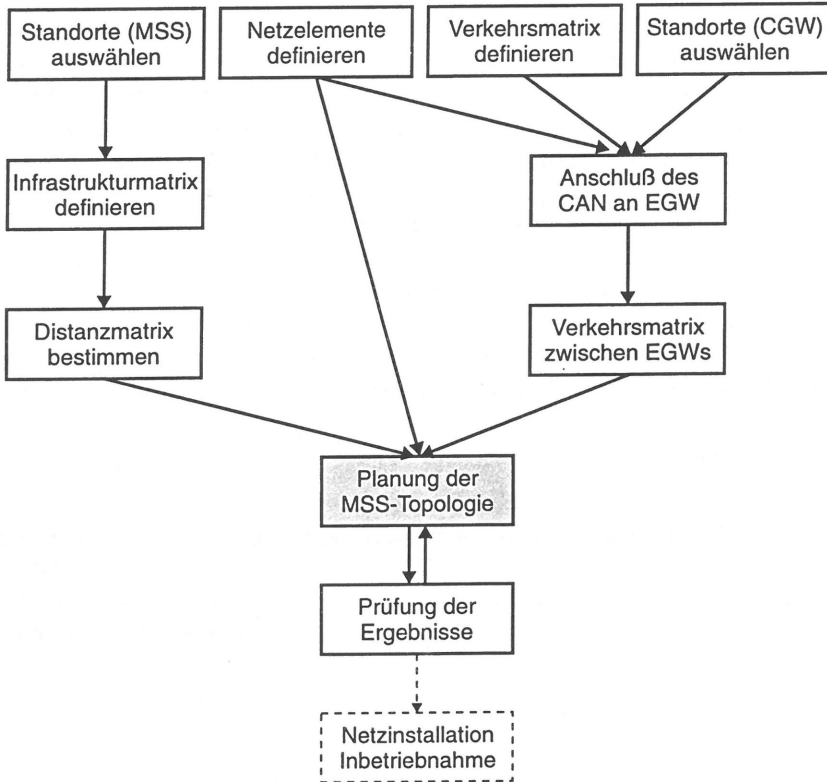 Standorte (MSS)
auswählen
Netzelemente
definieren
Verkehrsmatrix
definieren
Standorte (CGW)
auswählen
Infrastrukturmatrix
definieren
Anschluß des
CAN an EGW
Distanzmatrix
bestimmen
Verkehrsmatrix
zwischen EGWs
Planung der
MSS-Topologie
Prüfung der
Ergebnisse
Netzinstallation
Inbetriebnahme